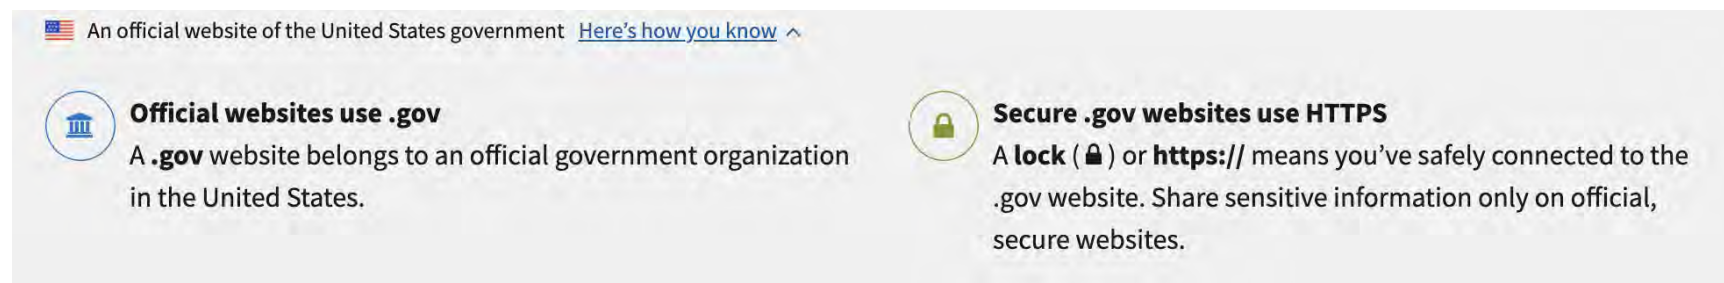 An official website of the United States government Here's how you know
Official websites use .gov
A .gov website belongs to an official government organization
in the United States.
Secure .gov websites use HTTPS
A lock ( ) or https:// means you've safely connected to the
.gov website. Share sensitive information only on official,
secure websites.